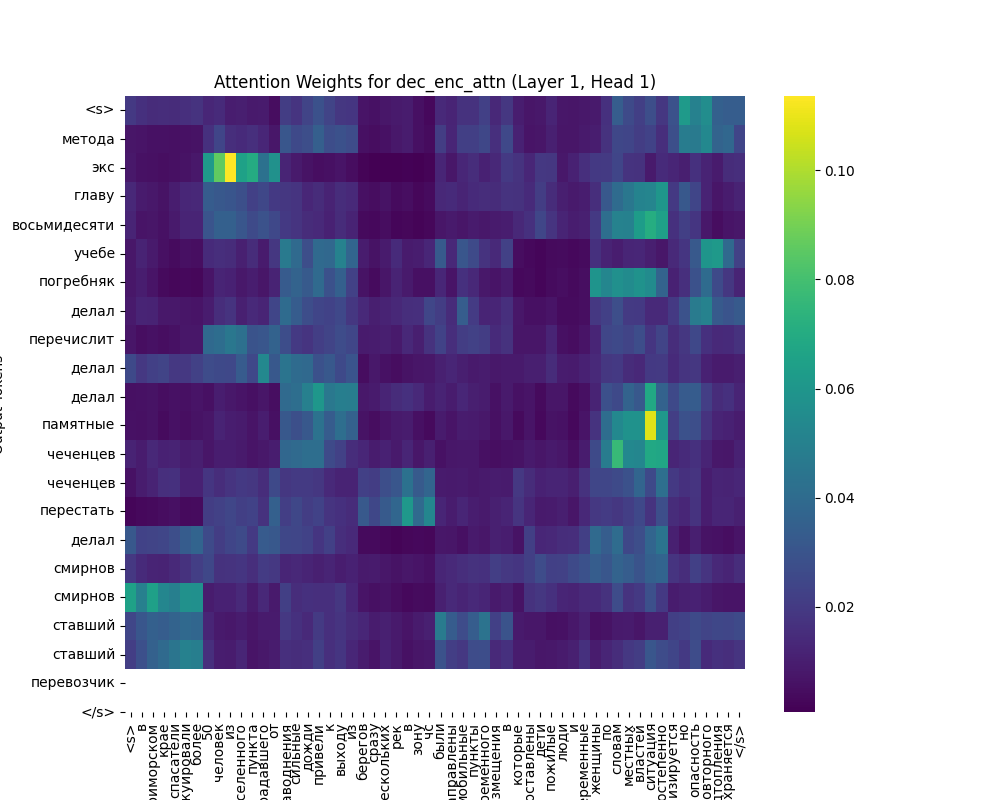 Attention Weights for dec_enc_attn (Layer 1, Head 1)
<s>
метода
экс
главу
восьмидесяти
учебе
погребняк
делал
перечислит
делал
делал
памятные
чеченцев
чеченцев
перестать
делал
смирнов
смирнов
ставший
ставший
перевозчик
</s>
0.10
0.08
0.06
0.04
0.02
<s>
в
крае
спасатели
более
50
человек
из
пункта
от
сильные
дожди
привели
к
выходу
из
берегов
сразу
рек
в
зону
чс
были
пункты
в
которые
дети
пожилые
люди
и
женщины
по
словам
местных
властей
ситуация
но
опасность
повторного
</s>